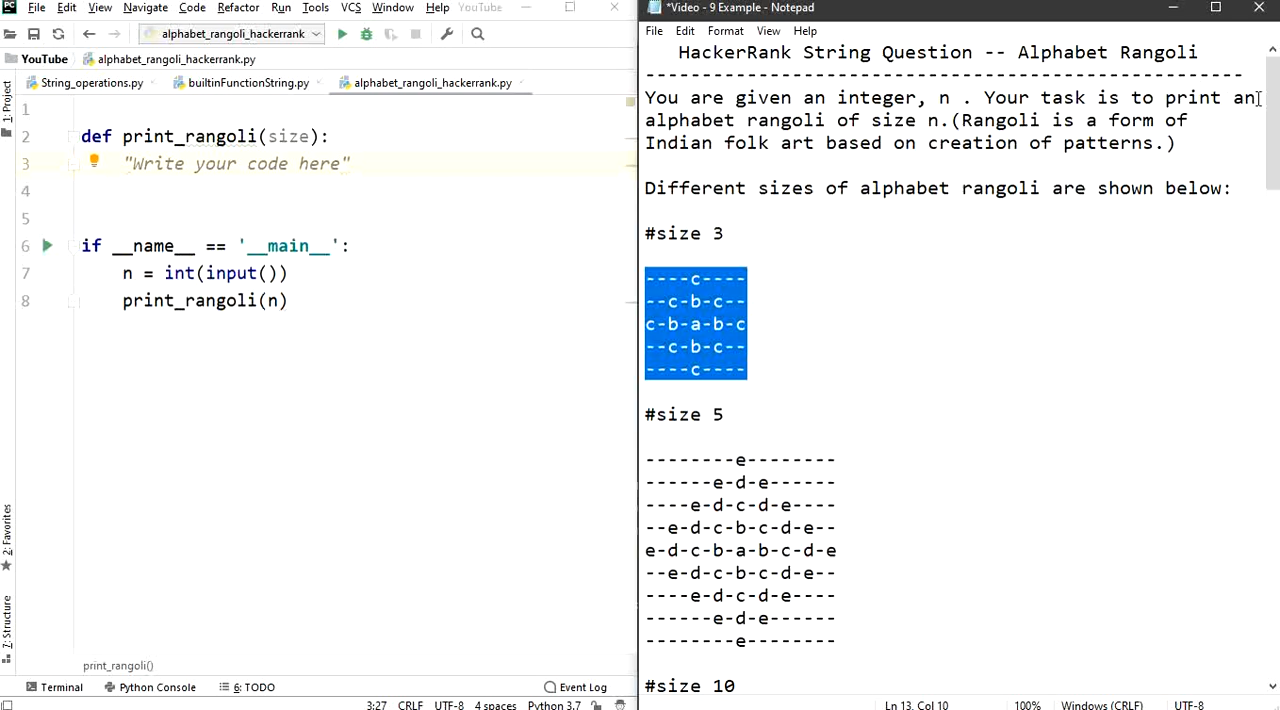 PC File Edit View Navigate Code Refactor Run Tools VCS Window Help YouTube
alphabet_rangoli_hackerrank
YouTube alphabet_rangoli_hackerrank.py
String_operations.py builtinFunctionString.py alphabet_rangoli_hackerrank.py
1: Project
1
2 def print_rangoli(size):
3 "Write your code here"
4
5
6 if __name__ == '__main__':
7 n = int(input())
8 print_rangoli(n)
2: Favorites
7: Structure
print_rangoli()
Terminal Python Console 6: TODO Event Log
3:27 CRLF UTF-8 4 spaces Python 3.7
*Video - 9 Example - Notepad
File Edit Format View Help
HackerRank String Question -- Alphabet Rangoli
-----------------------------------------------------
You are given an integer, n . Your task is to print an
alphabet rangoli of size n.(Rangoli is a form of
Indian folk art based on creation of patterns.)
Different sizes of alphabet rangoli are shown below:
#size 3
----c----
--c-b-c--
c-b-a-b-c
--c-b-c--
----c----
#size 5
--------e--------
------e-d-e------
----e-d-c-d-e----
--e-d-c-b-c-d-e--
e-d-c-b-a-b-c-d-e
--e-d-c-b-c-d-e--
----e-d-c-d-e----
------e-d-e------
--------e--------
#size 10
Ln 13, Col 10 100% Windows (CRLF) UTF-8